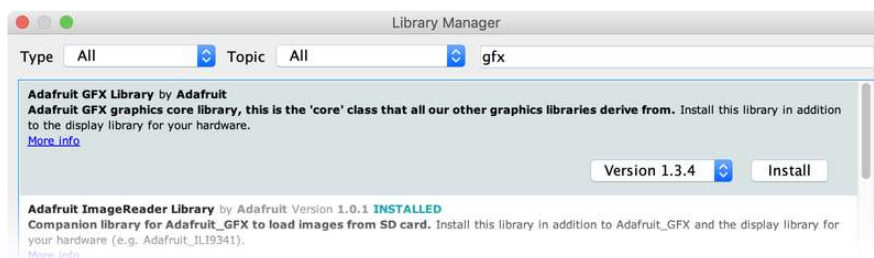 Library Manager
Type All Topic All gfx
Adafruit GFX Library by Adafruit
Adafruit GFX graphics core library, this is the 'core' class that all our other graphics libraries derive from. Install this library in addition
to the display library for your hardware.
More info
Version 1.3.4 Install
Adafruit ImageReader Library by Adafruit Version 1.0.1 INSTALLED
Companion library for Adafruit_GFX to load images from SD card. Install this library in addition to Adafruit_GFX and the display library for
your hardware (e.g. Adafruit_ILI9341).
More info